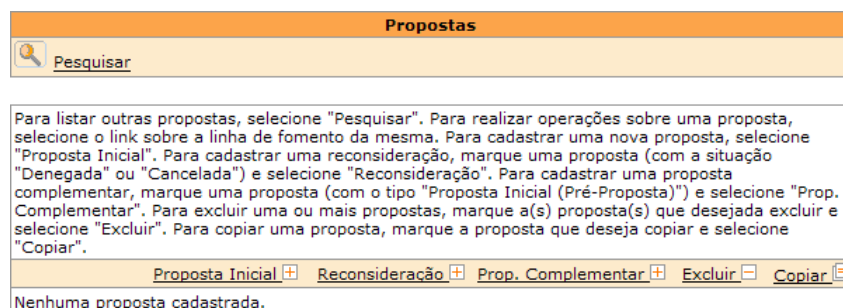 Propostas
Pesquisar
Para listar outras propostas, selecione "Pesquisar". Para realizar operações sobre uma proposta,
selecione o link sobre a linha de fomento da mesma. Para cadastrar uma nova proposta, selecione
"Proposta Inicial". Para cadastrar uma reconsideração, marque uma proposta (com a situação
"Denegada" ou "Cancelada") e selecione "Reconsideração". Para cadastrar uma proposta
complementar, marque uma proposta (com o tipo "Proposta Inicial (Pré-Proposta)") e selecione "Prop.
Complementar". Para excluir uma ou mais propostas, marque a(s) proposta(s) que desejada excluir e
selecione "Excluir". Para copiar uma proposta, marque a proposta que deseja copiar e selecione
"Copiar".
Proposta Inicial Reconsideração Prop. Complementar Excluir Copiar
Nenhuma proposta cadastrada.